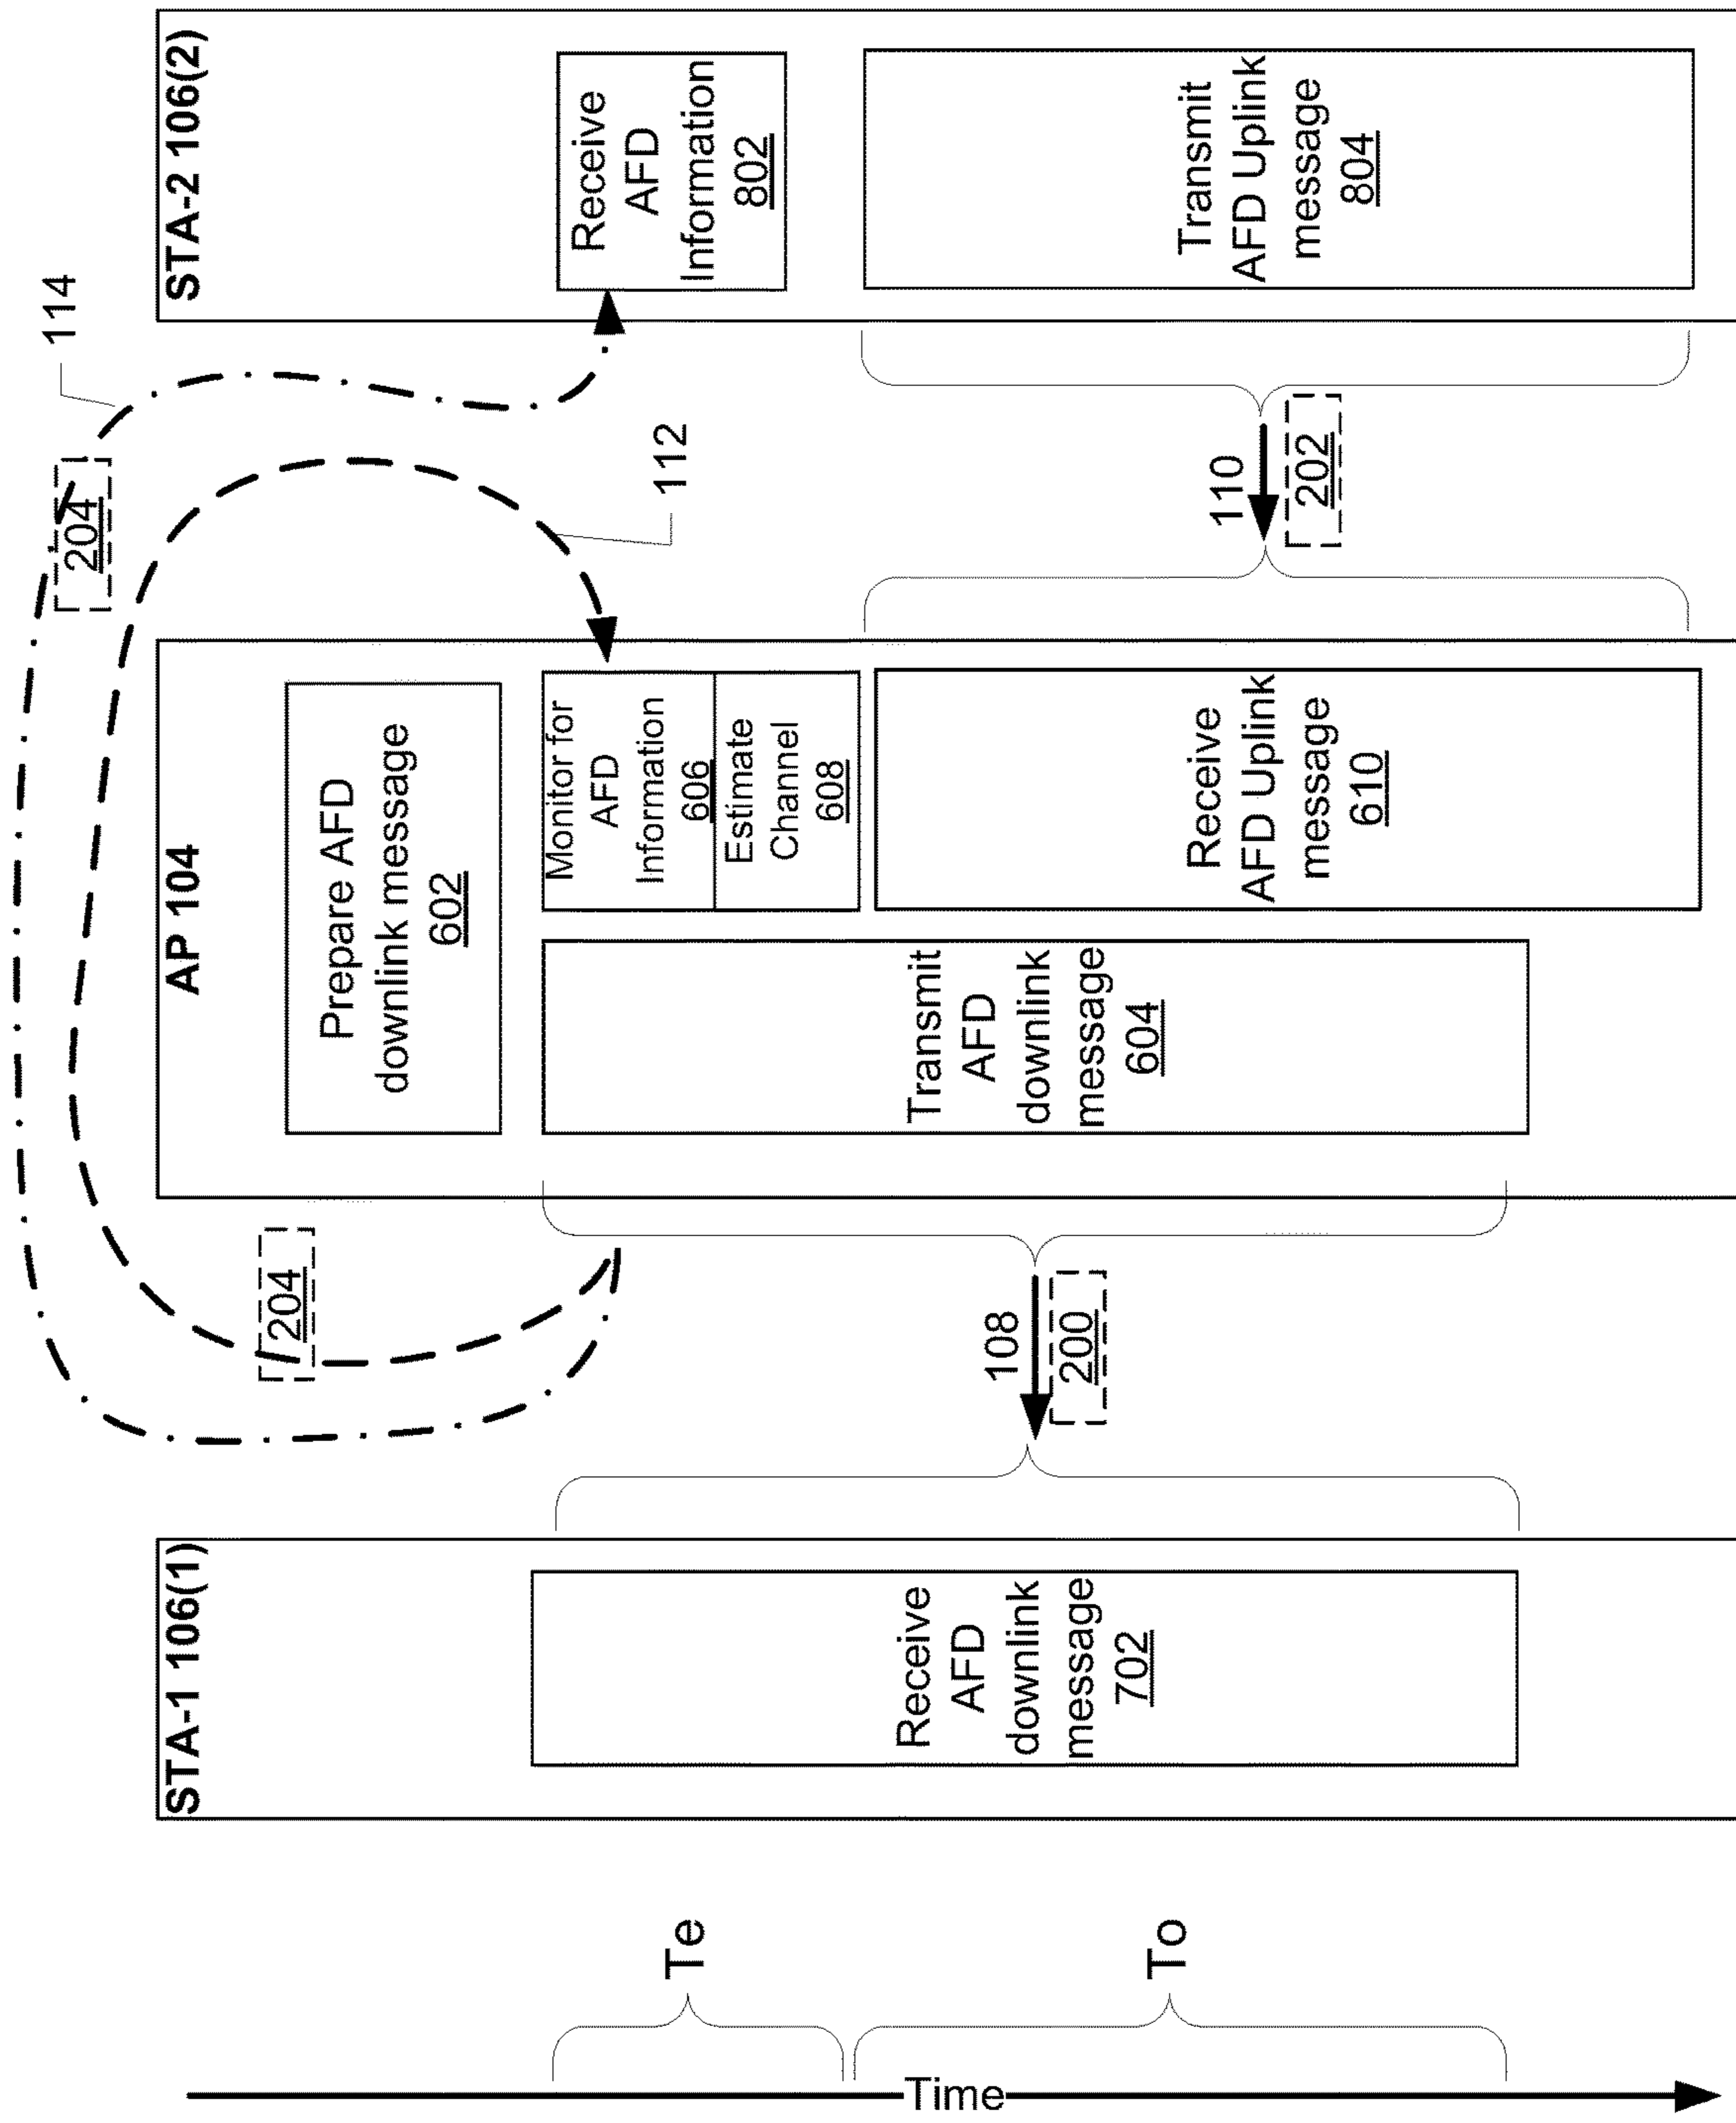 Time
Te
To
STA-1 106(1)
Receive
AFD
downlink
message
702
204
108
200
AP 104
Prepare AFD
downlink message
602
Transmit
AFD
downlink
message
604
Monitor for
AFD
Information
606
Estimate
Channel
608
Receive
AFD Uplink
message
610
204
114
112
110
202
STA-2 106(2)
Receive
AFD
Information
802
Transmit
AFD Uplink
message
804